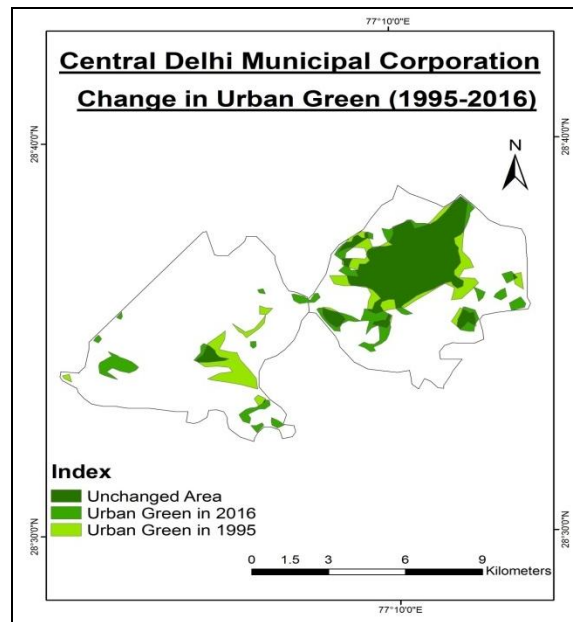 77°10'0"E
Central Delhi Municipal Corporation
Change in Urban Green (1995-2016)
28°40'0"N
28°40'0"N
N
Index
Unchanged Area
Urban Green in 2016
Urban Green in 1995
28°30'0"N
28°30'0"N
0 1.5 3 6 9
Kilometers
77°10'0"E